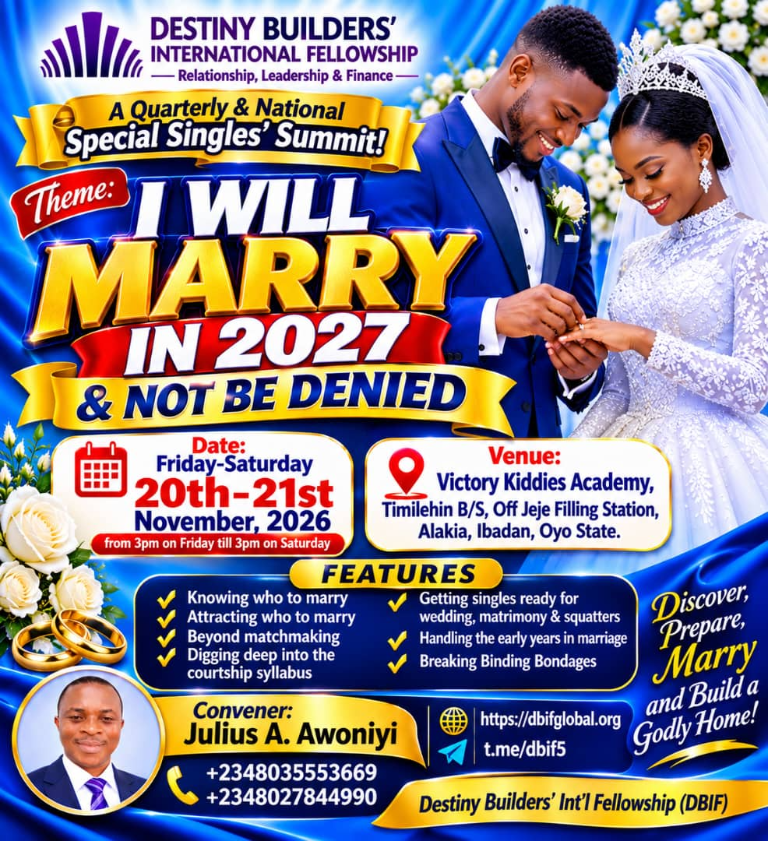 DESTINY BUILDERS'
INTERNATIONAL FELLOWSHIP
Relationship, Leadership & Finance
A Quarterly & National
Special Singles' Summit!
Theme:
I WILL
MARRY
IN 2027
& NOT BE DENIED
Date:
Friday-Saturday
20th-21st
November, 2026
from 3pm on Friday till 3pm on Saturday
Venue:
Victory Kiddies Academy,
Timilehin B/S, Off Jeje Filling Station,
Alakia, Ibadan, Oyo State.
FEATURES
Knowing who to marry
Attracting who to marry
Beyond matchmaking
Digging deep into the
courtship syllabus
Getting singles ready for
wedding, matrimony & squatters
Handling the early years in marriage
Breaking Binding Bondages
Discover,
Prepare,
Marry
and Build a
Godly Home!
Convener:
Julius A. Awoniyi
+2348035553669
+2348027844990
https://dbifglobal.org
t.me/dbif5
Destiny Builders' Int'l Fellowship (DBIF)